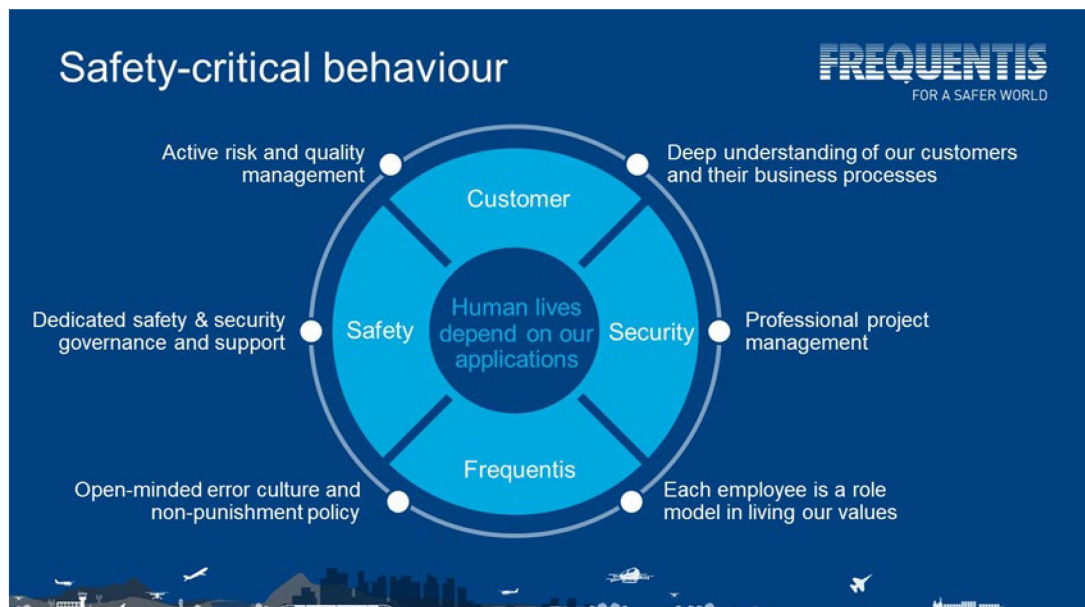 Safety-critical behaviour
FREQUENTIS
FOR A SAFER WORLD
Active risk and quality
management
Deep understanding of our customers
and their business processes
Customer
Dedicated safety & security
governance and support
Safety
Human lives
depend on our
applications
Security
Professional project
management
Frequentis
Open-minded error culture and
non-punishment policy
Each employee is a role
model in living our values